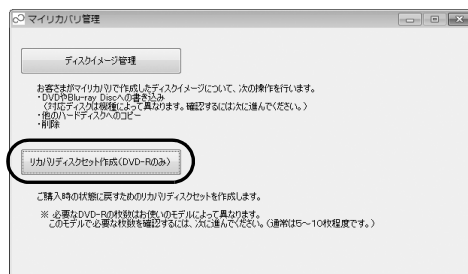 マイリカバリ管理
ディスクイメージ管理
お客さまがマイリカバリで作成したディスクイメージについて、次の操作を行います。
・DVDやBlu-ray Discへの書き込み
（対応ディスクは機種によって異なります。確認するには次に進んでください。）
・他のハードディスクへのコピー
・削除
リカバリディスクセット作成(DVD-Rのみ)
ご購入時の状態に戻すためのリカバリディスクセットを作成します。
※ 必要なDVD-Rの枚数はお使いのモデルによって異なります。
このモデルで必要な枚数を確認するには、次に進んでください。（通常は5～10枚程度です。）